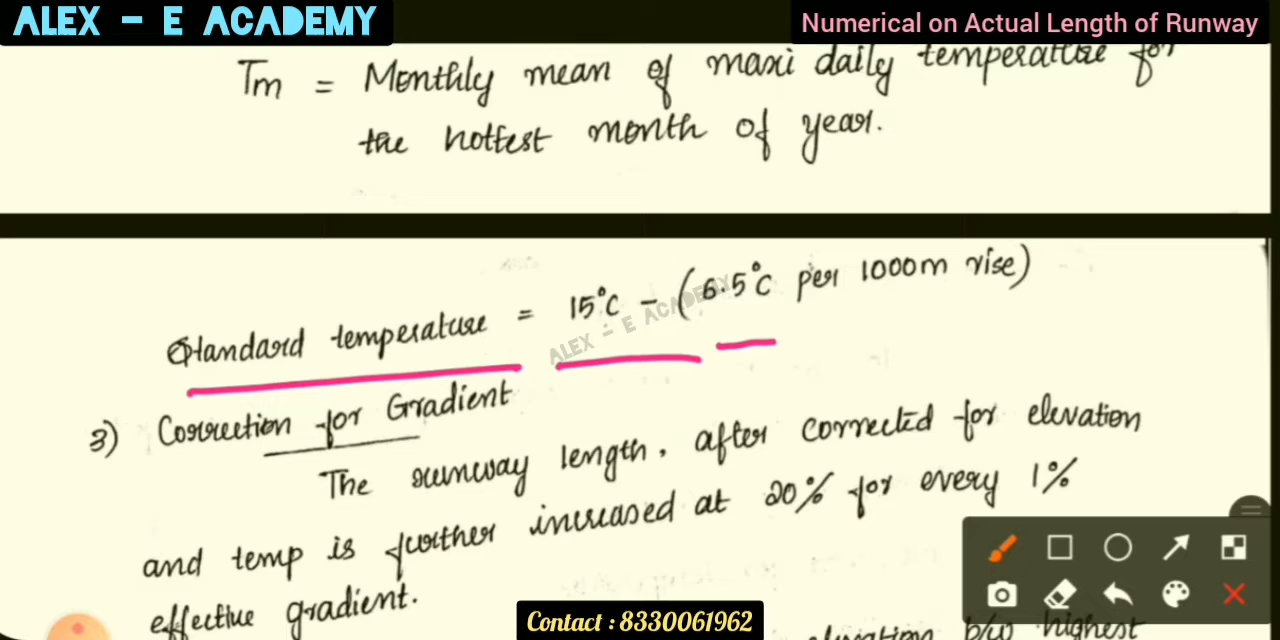 ALEX - E ACADEMY
Numerical on Actual Length of Runway
Tm = Monthly mean of maxi daily temperature for
the hottest month of year.
Standard temperature = 15°C - (6.5°C per 1000m rise)
ALEX - E ACADEMY
3) Correction for Gradient
The runway length, after corrected for elevation
and temp is further increased at 20% for every 1%
effective gradient.
elevation b/w highest
Contact : 8330061962